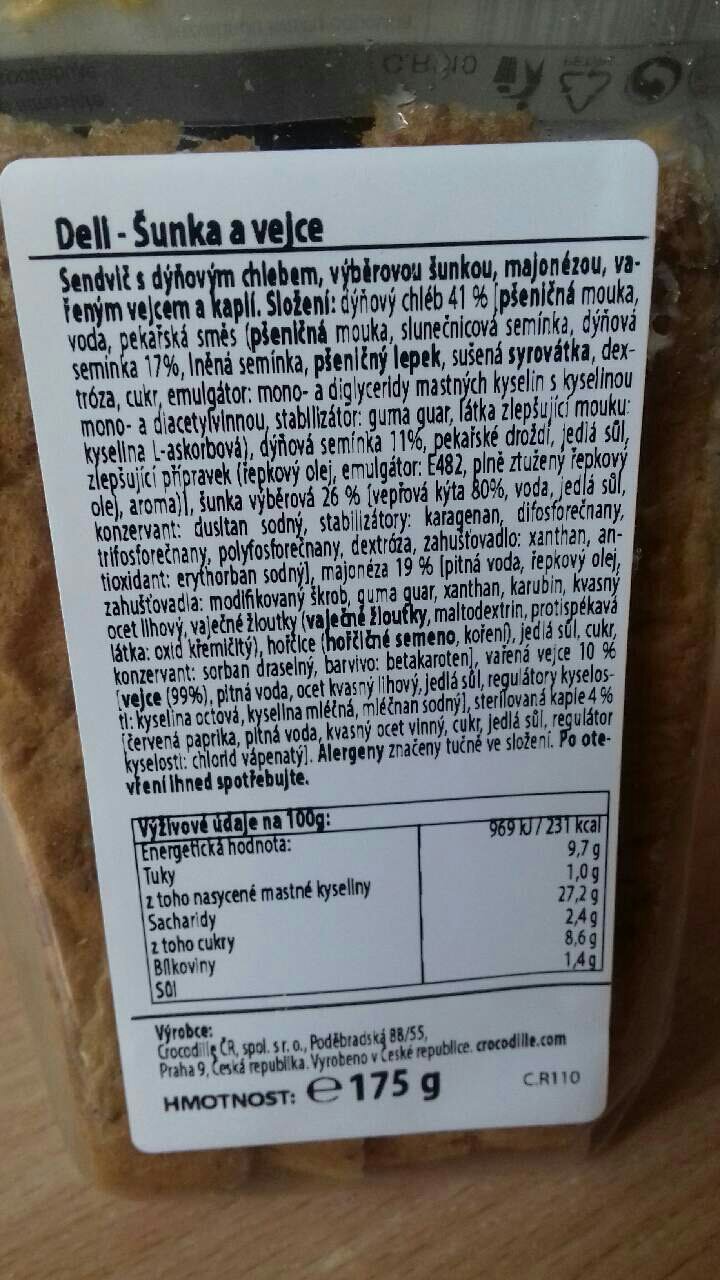 C.R110
Deli - Šunka a vejce
Sendvič s dýňovým chlebem, výběrovou šunkou, majonézou, va-
řeným vejcem a kapií. Složení: dýňový chléb 41 % [pšeničná mouka,
voda, pekařská směs (pšeničná mouka, slunečnicová semínka, dýňová
semínka 17%, lněná semínka, pšeničný lepek, sušená syrovátka, dex-
tróza, cukr, emulgátor: mono- a diglyceridy mastných kyselin s kyselinou
mono- a diacetylvinnou, stabilizátor: guma guar, látka zlepšující mouku:
kyselina L-askorbová), dýňová semínka 11%, pekařské droždí, jedlá sůl,
zlepšující přípravek (řepkový olej, emulgátor: E482, plně ztužený řepkový
olej, aroma)], šunka výběrová 26 % [vepřová kýta 80%, voda, jedlá sůl,
konzervant: dusitan sodný, stabilizátory: karagenan, difosforečnany,
trifosforečnany, polyfosforečnany, dextróza, zahušťovadlo: xanthan, an-
tioxidant: erythorban sodný], majonéza 19 % [pitná voda, řepkový olej,
zahušťovadla: modifikovaný škrob, guma guar, xanthan, karubin, kvasný
ocet lihový, vaječné žloutky (vaječné žloutky, maltodextrin, protispékavá
látka: oxid křemičitý), hořčice (hořčičné semeno, koření), jedlá sůl, cukr,
konzervant: sorban draselný, barvivo: betakaroten], vařená vejce 10 %
[vejce (99%), pitná voda, ocet kvasný lihový, jedlá sůl, regulátory kyselos-
ti: kyselina octová, kyselina mléčná, mléčnan sodný], sterilovaná kapie 4 %
[červená paprika, pitná voda, kvasný ocet vinný, cukr, jedlá sůl, regulátor
kyselosti: chlorid vápenatý]. Alergeny značeny tučně ve složení. Po ote-
vření ihned spotřebujte.
Výživové údaje na 100g:
Energetická hodnota: 969 kJ / 231 kcal
Tuky 9,7 g
z toho nasycené mastné kyseliny 1,0 g
Sacharidy 27,2 g
z toho cukry 2,4 g
Bílkoviny 8,6 g
Sůl 1,4 g
Výrobce:
Crocodille ČR, spol. s r. o., Poděbradská 88/55,
Praha 9, Česká republika. Vyrobeno v České republice. crocodille.com
HMOTNOST: ℮ 175 g C.R110